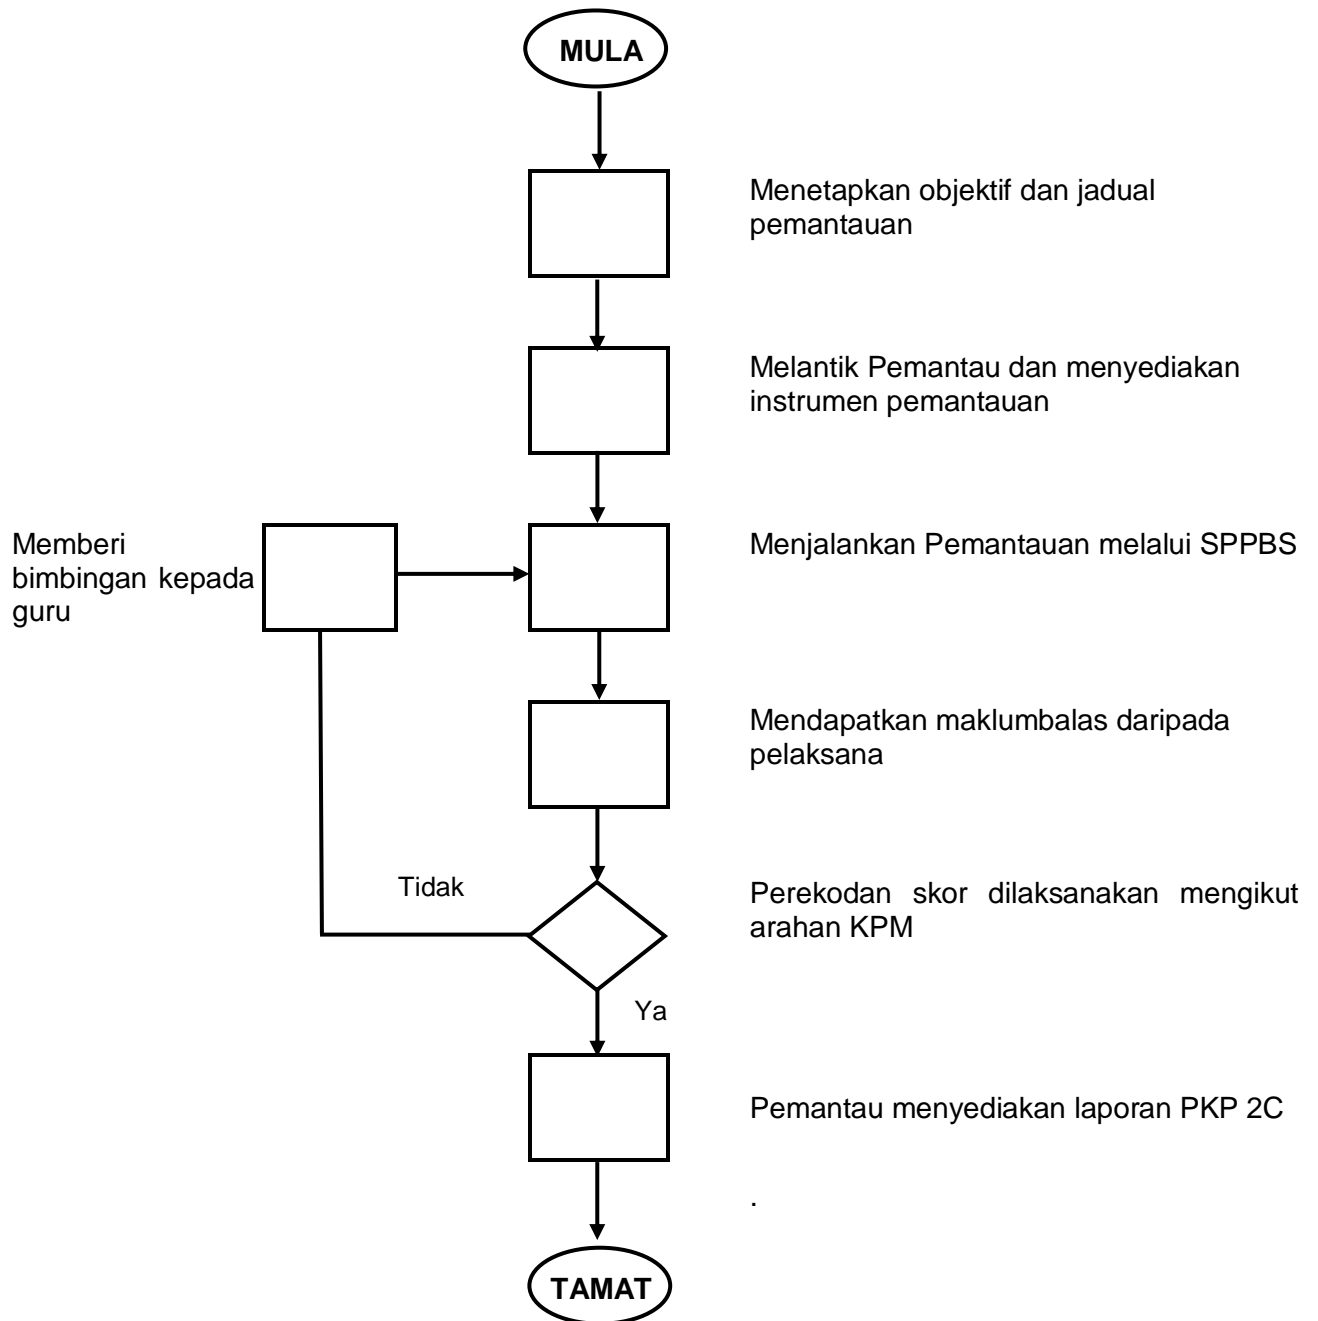 MULA
Menetapkan objektif dan jadual
pemantauan
Melantik Pemantau dan menyediakan
instrumen pemantauan
Memberi
bimbingan kepada
guru
Menjalankan Pemantauan melalui SPPBS
Mendapatkan maklumbalas daripada
pelaksana
Tidak
Perekodan skor dilaksanakan mengikut
arahan KPM
Ya
Pemantau menyediakan laporan PKP 2C
.
TAMAT